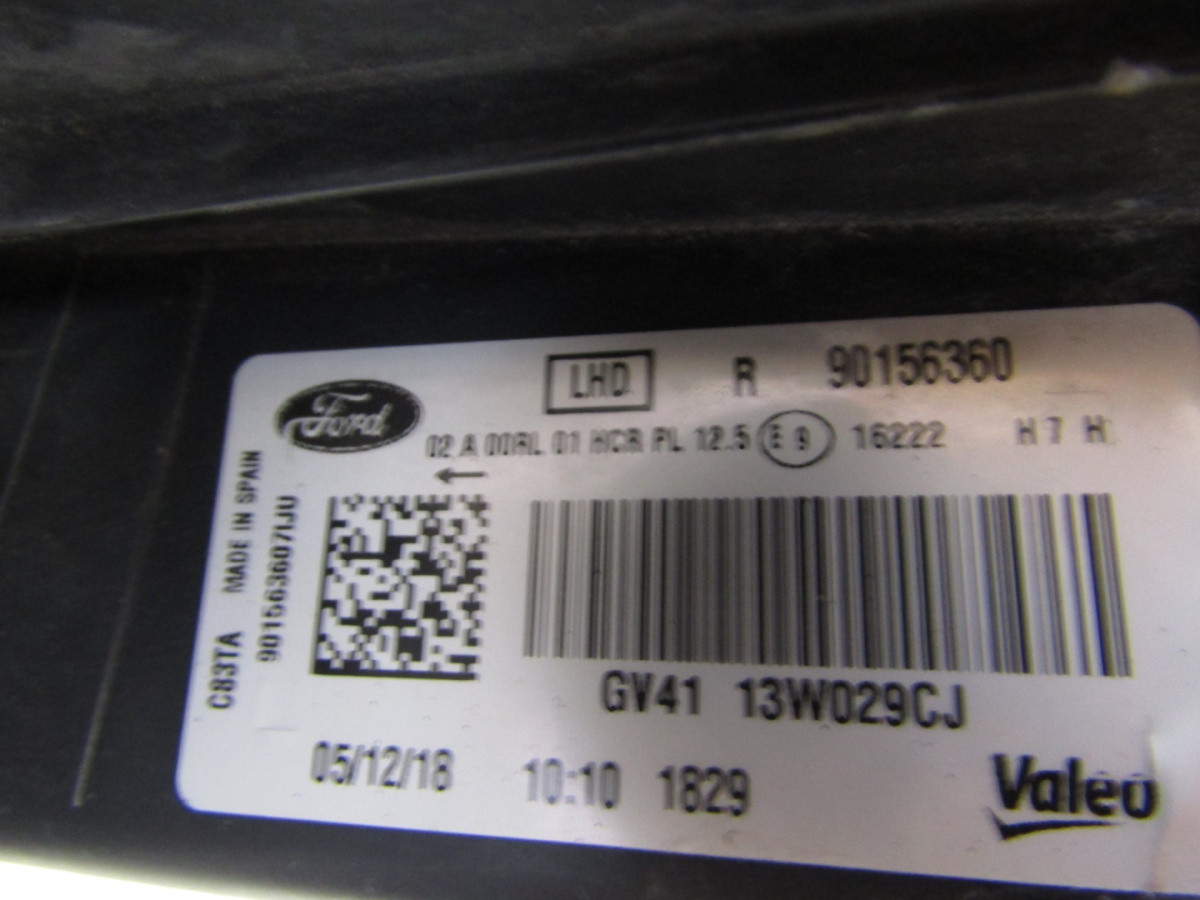 LHD R 90156360
Ford
02 A 00RL 01 HCR PL 12.5 E9 16222 H7 H
←
C83TA MADE IN SPAIN
901563607IJU
GV41 13W029CJ
05/12/18 10:10 1829
Valeo